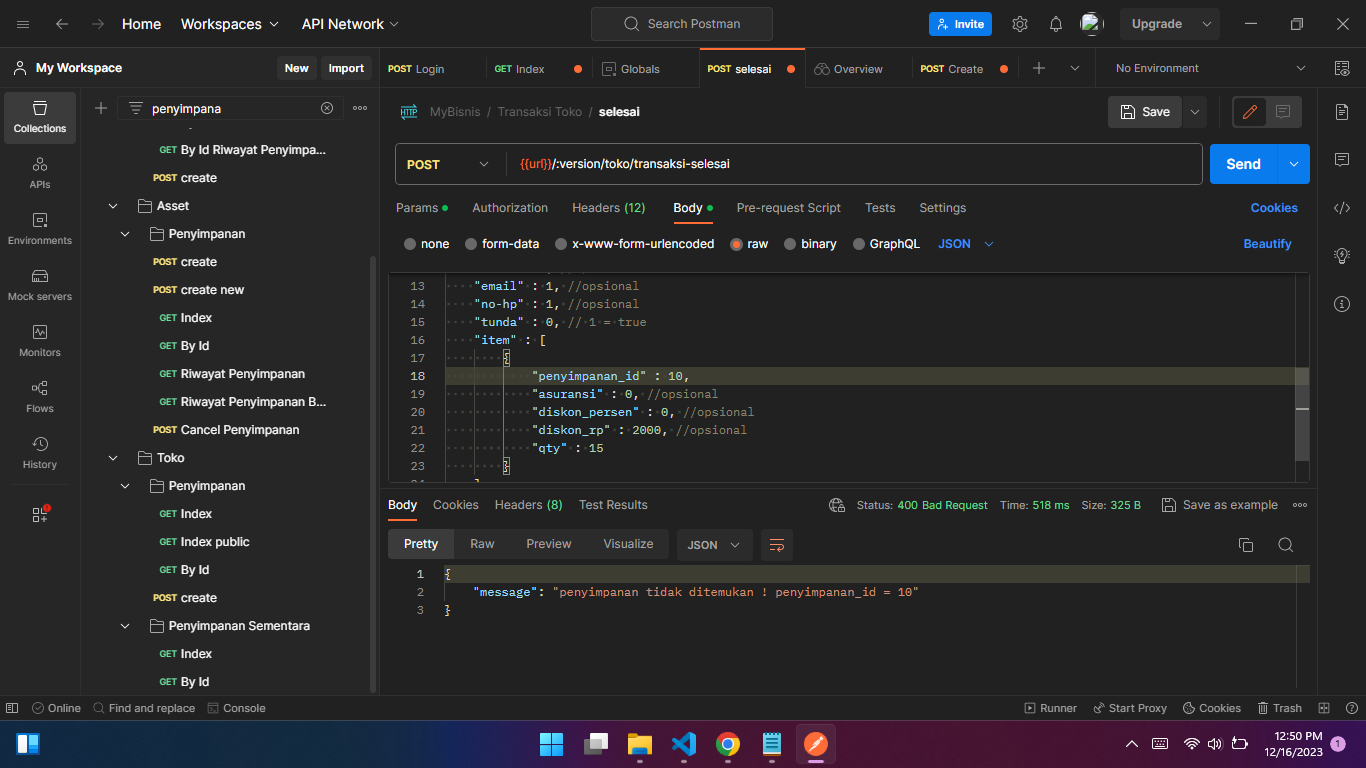 Home
Workspaces
API Network
Search Postman
Invite
Upgrade
My Workspace
New
Import
POST Login
GET Index
Globals
POST selesai
Overview
POST Create
No Environment
Collections
APIs
Environments
Mock servers
Monitors
Flows
History
penyimpana
GET By Id Riwayat Penyimpa...
POST create
Asset
Penyimpanan
POST create
POST create new
GET Index
GET By Id
GET Riwayat Penyimpanan
GET Riwayat Penyimpanan B...
POST Cancel Penyimpanan
Toko
Penyimpanan
GET Index
GET Index public
GET By Id
POST create
Penyimpanan Sementara
GET Index
GET By Id
HTTP MyBisnis / Transaksi Toko / selesai
Save
POST {{url}}/:version/toko/transaksi-selesai
Send
Params Authorization Headers (12) Body Pre-request Script Tests Settings
Cookies
none form-data x-www-form-urlencoded raw binary GraphQL JSON
Beautify
13 "email" : 1, //opsional
14 "no-hp" : 1, //opsional
15 "tunda" : 0, // 1 = true
16 "item" : [
17 {
18 "penyimpanan_id" : 10,
19 "asuransi" : 0, //opsional
20 "diskon_persen" : 0, //opsional
21 "diskon_rp" : 2000, //opsional
22 "qty" : 15
23 }
Body Cookies Headers (8) Test Results
Status: 400 Bad Request Time: 518 ms Size: 325 B
Save as example
Pretty Raw Preview Visualize JSON
1 {
2 "message": "penyimpanan tidak ditemukan ! penyimpanan_id = 10"
3 }
Online
Find and replace
Console
Runner
Start Proxy
Cookies
Trash
12:50 PM
12/16/2023
1